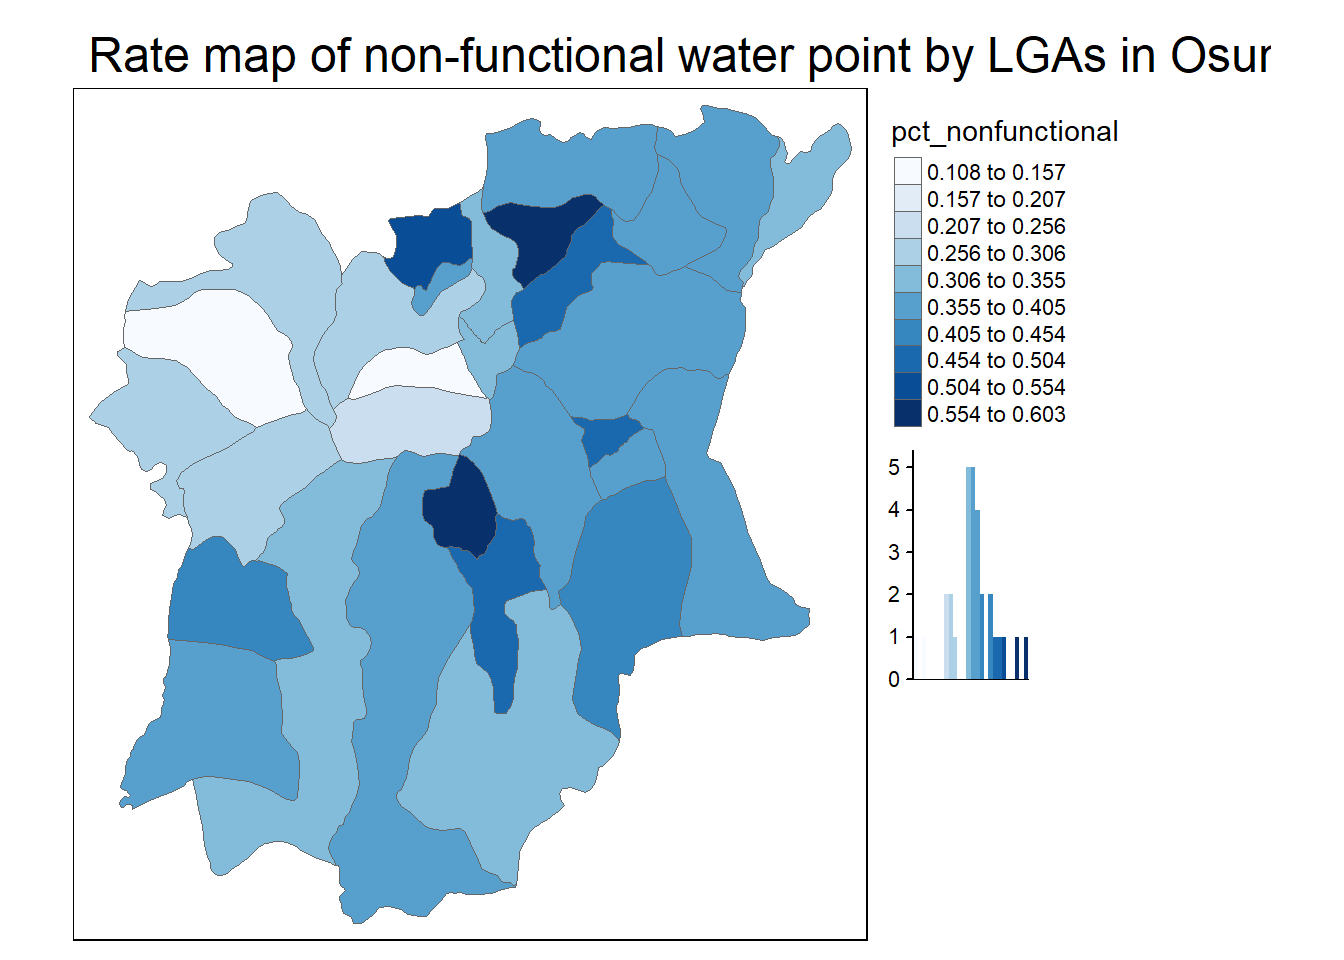 Rate map of non-functional water point by LGAs in Osur
pct_nonfunctional
0.108 to 0.157
0.157 to 0.207
0.207 to 0.256
0.256 to 0.306
0.306 to 0.355
0.355 to 0.405
0.405 to 0.454
0.454 to 0.504
0.504 to 0.554
0.554 to 0.603
5
4
3
2
1
0